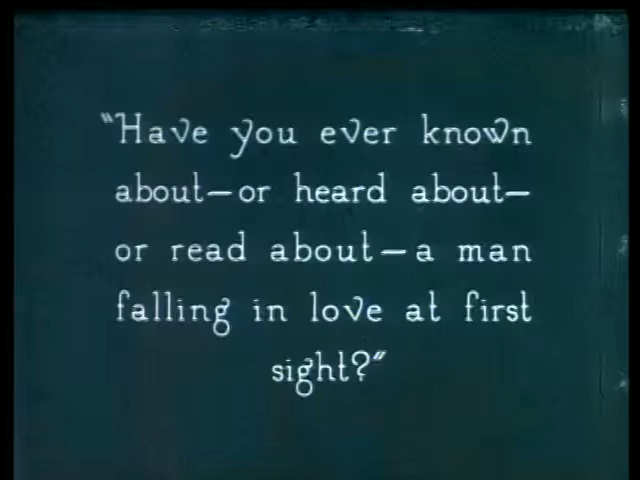 "Have you ever known
about—or heard about—
or read about—a man
falling in love at first
sight?"